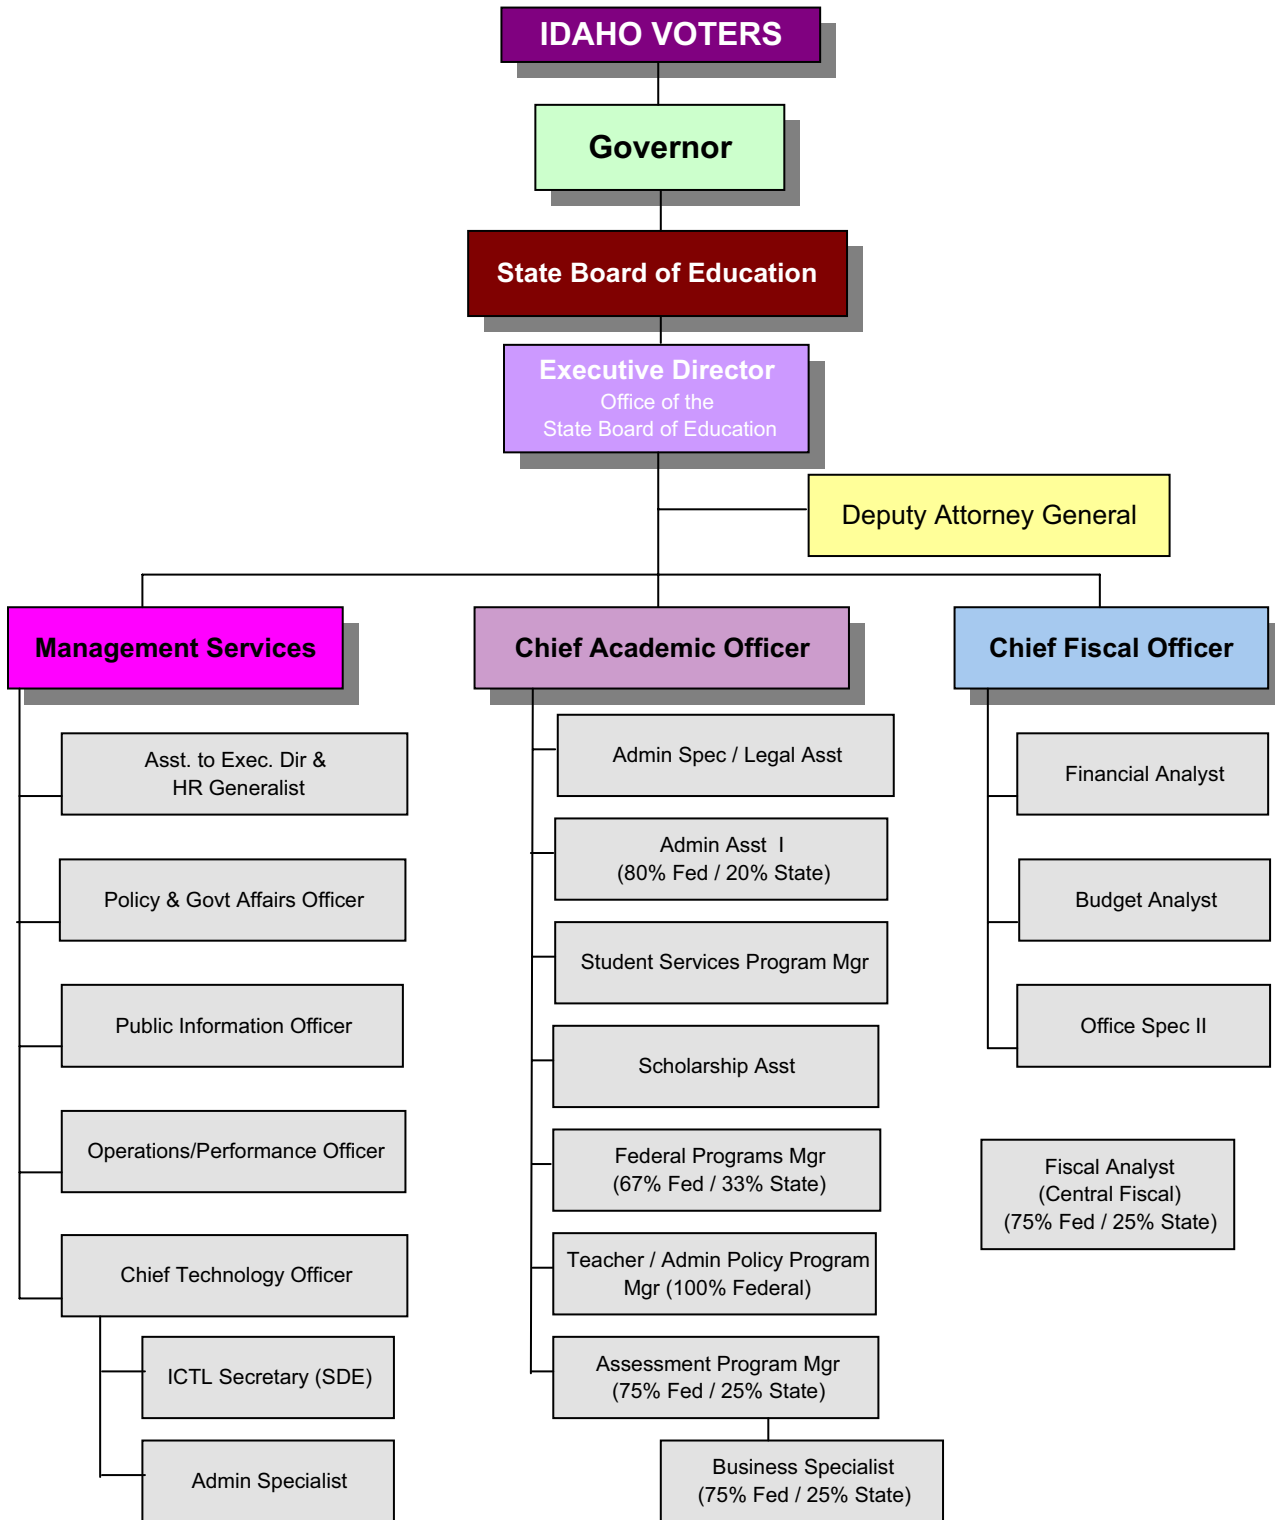 IDAHO VOTERS
Governor
State Board of Education
Executive Director
Office of the
State Board of Education
Deputy Attorney General
Management Services
Asst. to Exec. Dir &
HR Generalist
Policy & Govt Affairs Officer
Public Information Officer
Operations/Performance Officer
Chief Technology Officer
ICTL Secretary (SDE)
Admin Specialist
Chief Academic Officer
Admin Spec / Legal Asst
Admin Asst I
(80% Fed / 20% State)
Student Services Program Mgr
Scholarship Asst
Federal Programs Mgr
(67% Fed / 33% State)
Teacher / Admin Policy Program
Mgr (100% Federal)
Assessment Program Mgr
(75% Fed / 25% State)
Business Specialist
(75% Fed / 25% State)
Chief Fiscal Officer
Financial Analyst
Budget Analyst
Office Spec II
Fiscal Analyst
(Central Fiscal)
(75% Fed / 25% State)